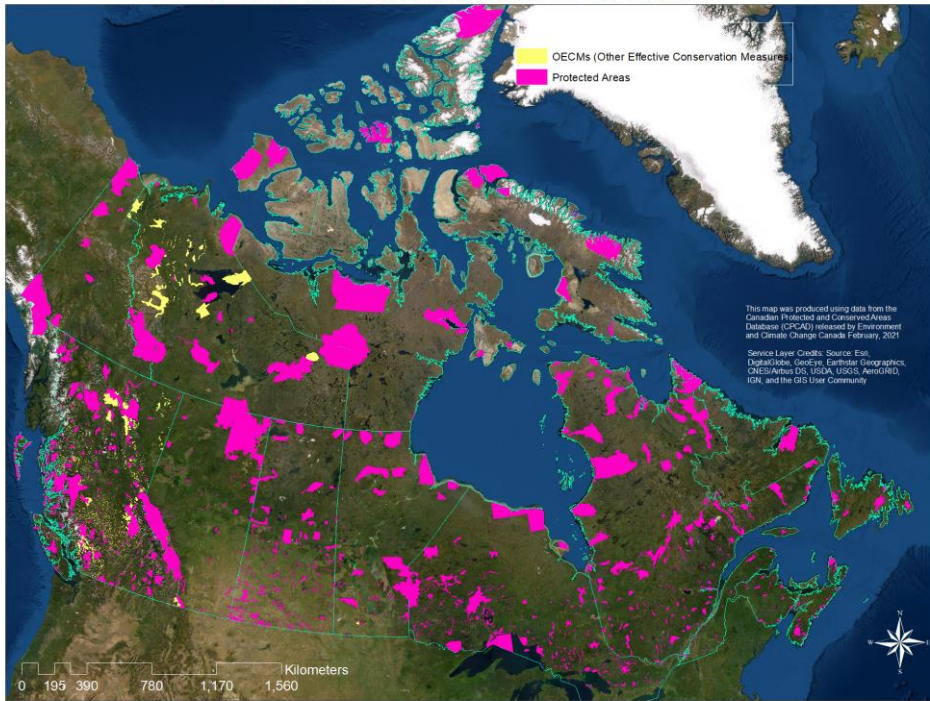 OECMs (Other Effective Conservation Measures
Protected Areas
This map was produced using data from the
Canadian Protected and Conserved Areas
Database (CPCAD) released by Environment
and Climate Change Canada February, 2021
Service Layer Credits: Source: Esri,
DigitalGlobe, GeoEye, Earthstar Geographics,
CNES/Airbus DS, USDA, USGS, AeroGRID,
IGN, and the GIS User Community
N
W E
S
Kilometers
0 195 390 780 1,170 1,560